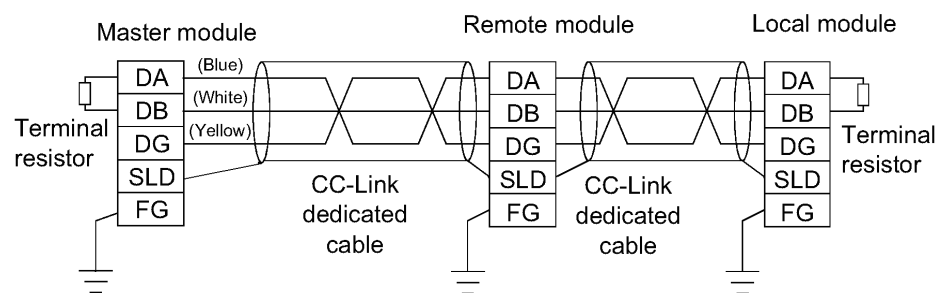 Master module
Remote module
Local module
DA
DB
DG
SLD
FG
(Blue)
(White)
(Yellow)
Terminal
resistor
CC-Link
dedicated
cable
DA
DB
DG
SLD
FG
CC-Link
dedicated
cable
DA
DB
DG
SLD
FG
Terminal
resistor